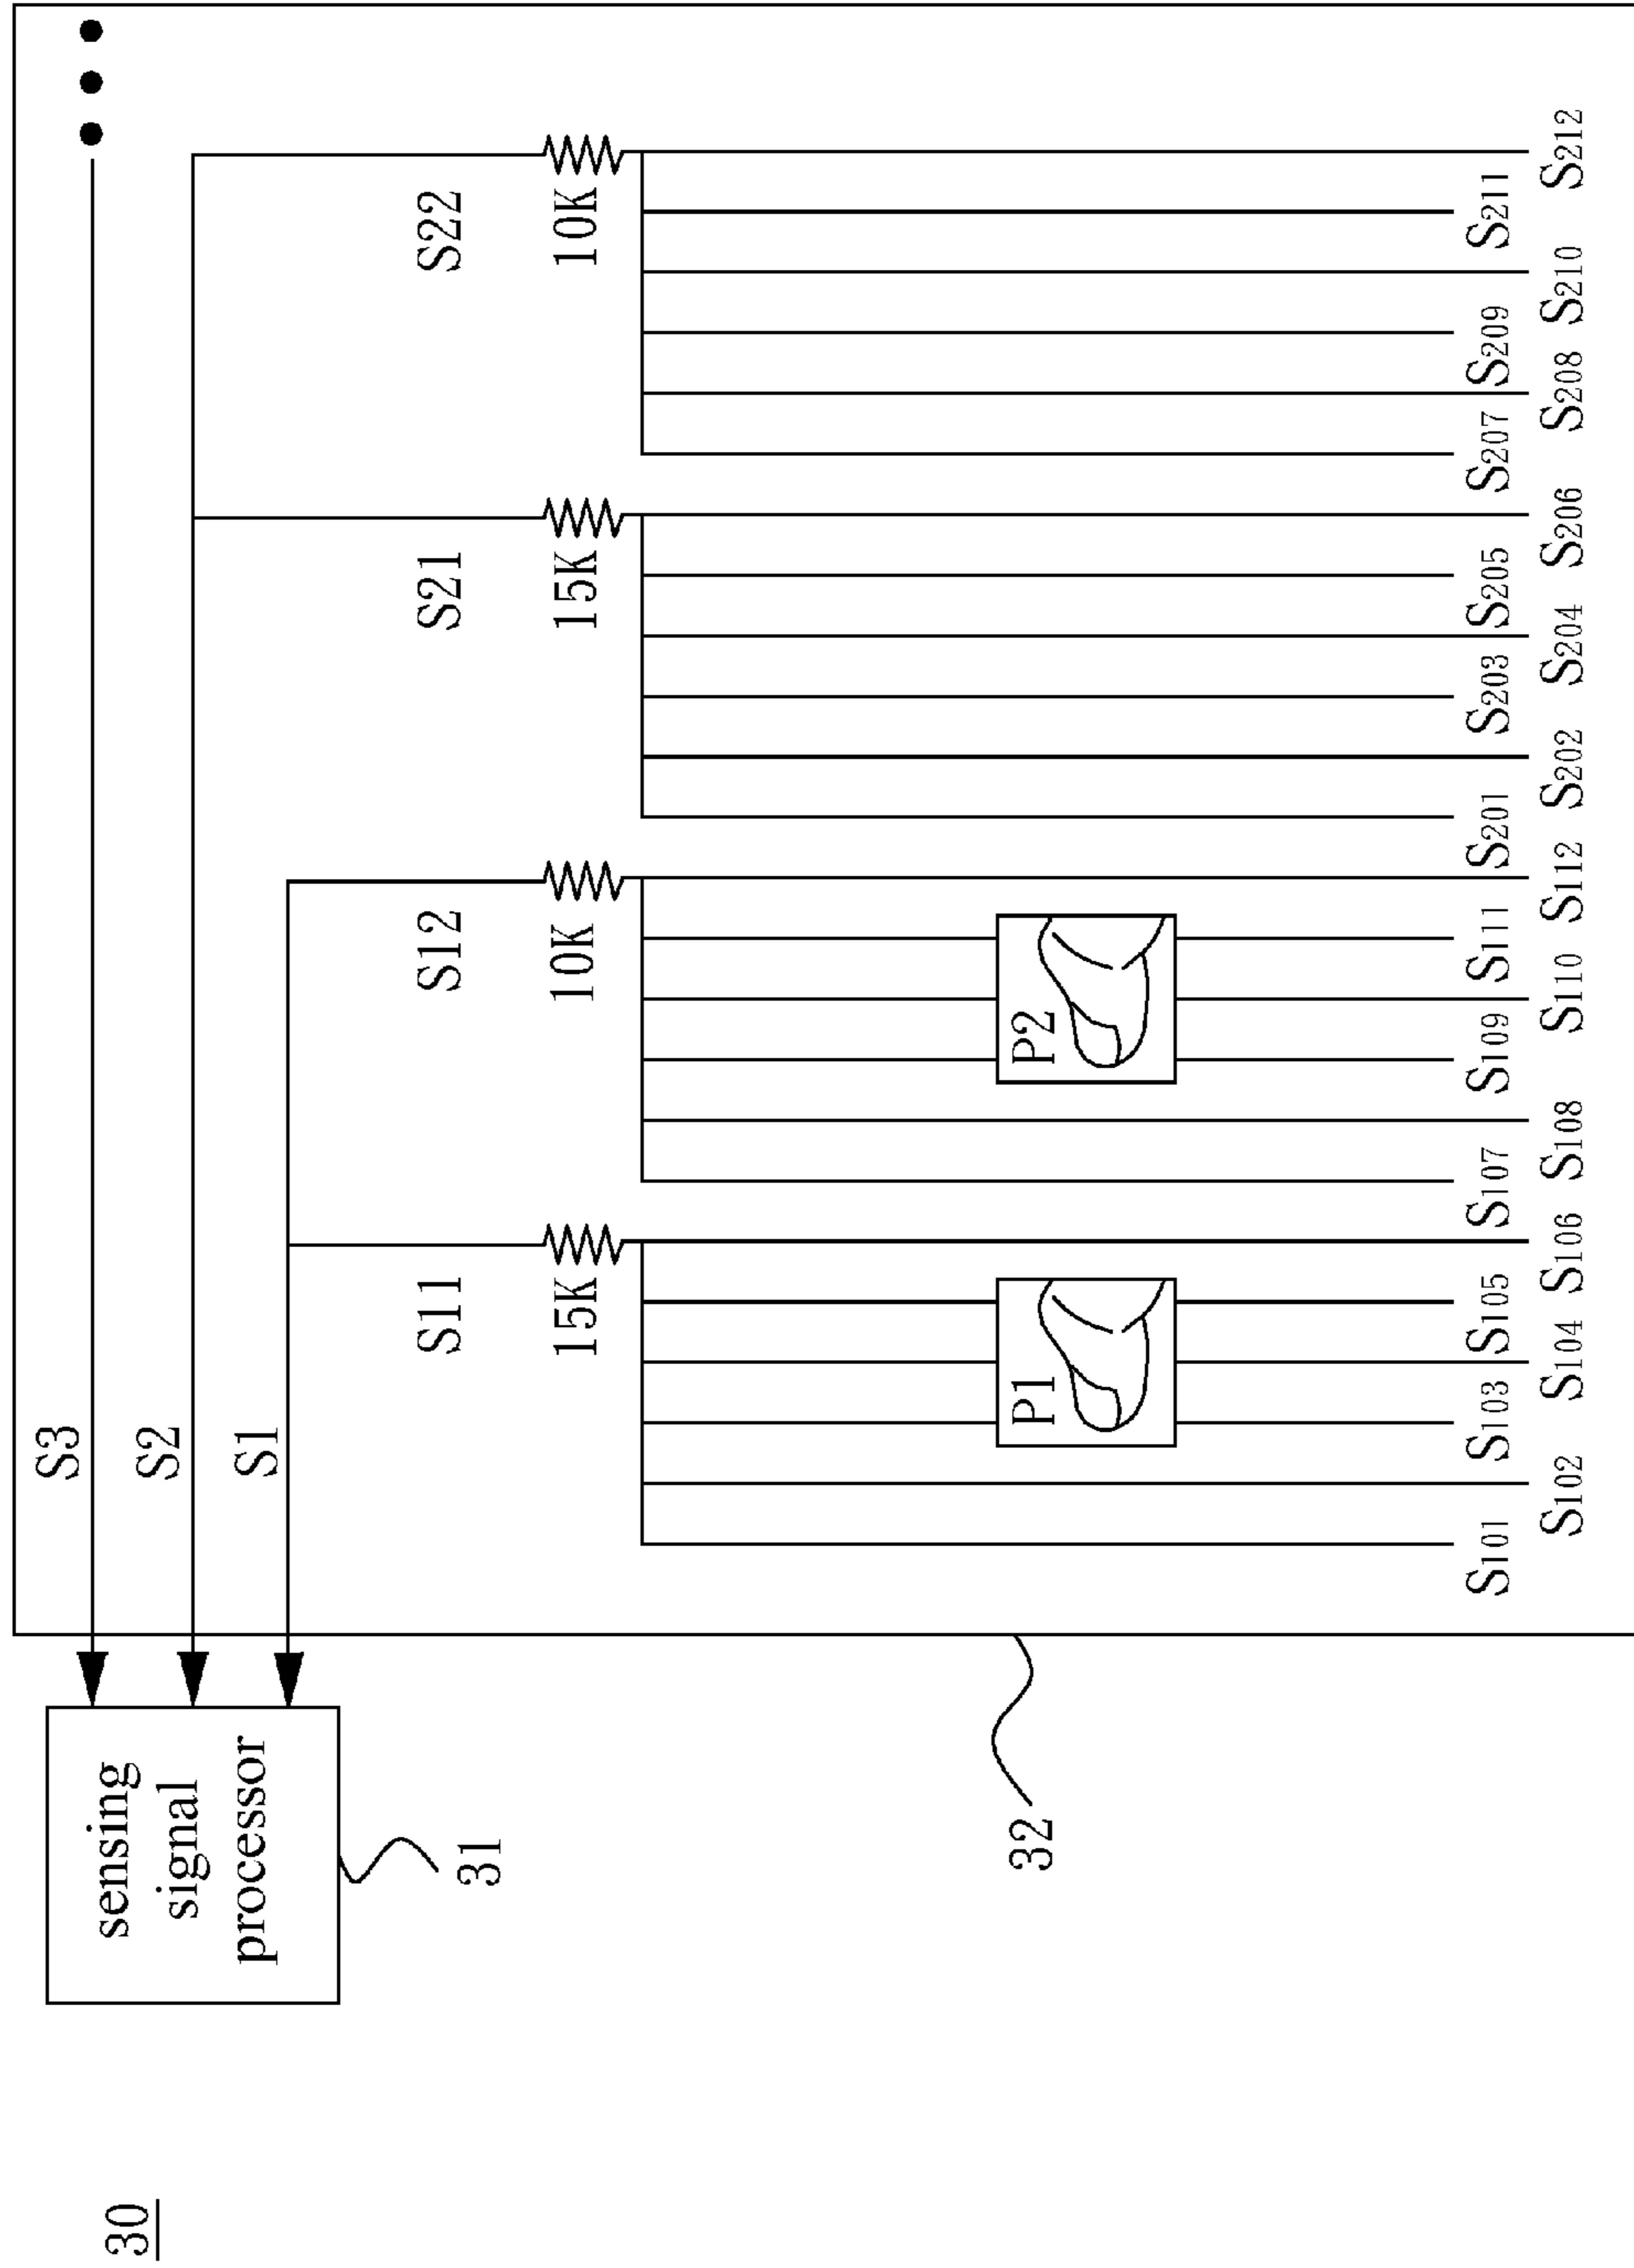 30
sensing
signal
processor
31
32
S3
S2
S1
S11
15K
S12
10K
S21
15K
S22
10K
P1
P2
S101
S102
S103
S104
S105
S106
S107
S108
S109
S110
S111
S112
S201
S202
S203
S204
S205
S206
S207
S208
S209
S210
S211
S212